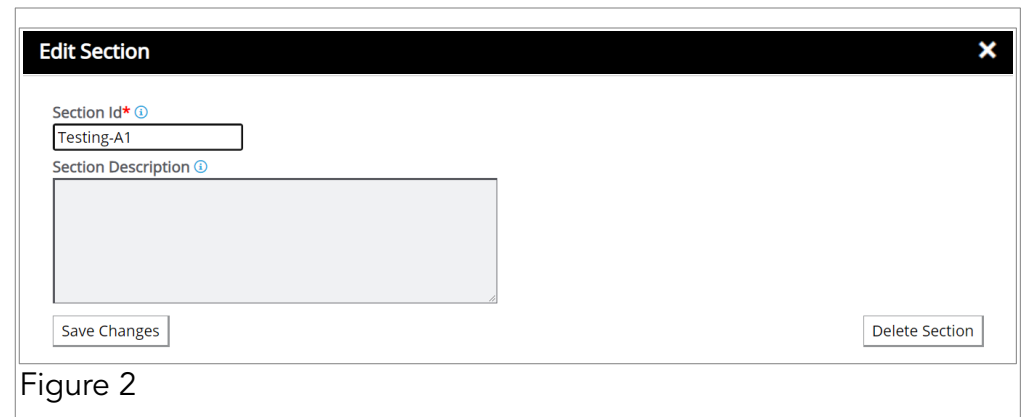 Edit Section
Section Id*
Testing-A1
Section Description
Save Changes Delete Section
Figure 2